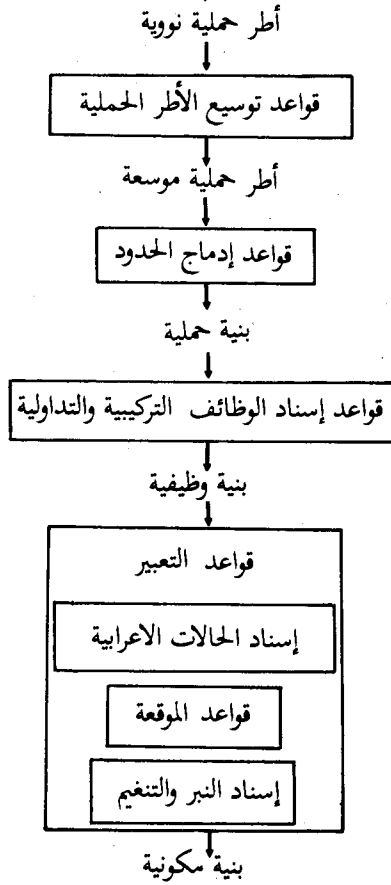 أطر حملية نووية
قواعد توسيع الأطر الحملية
أطر حملية موسعة
قواعد إدماج الحدود
بنية حملية
قواعد إسناد الوظائف التركيبية والتداولية
بنية وظيفية
قواعد التعبير
إسناد الحالات الاعرابية
قواعد الموقعة
إسناد النبر والتنغيم
بنية مكونية